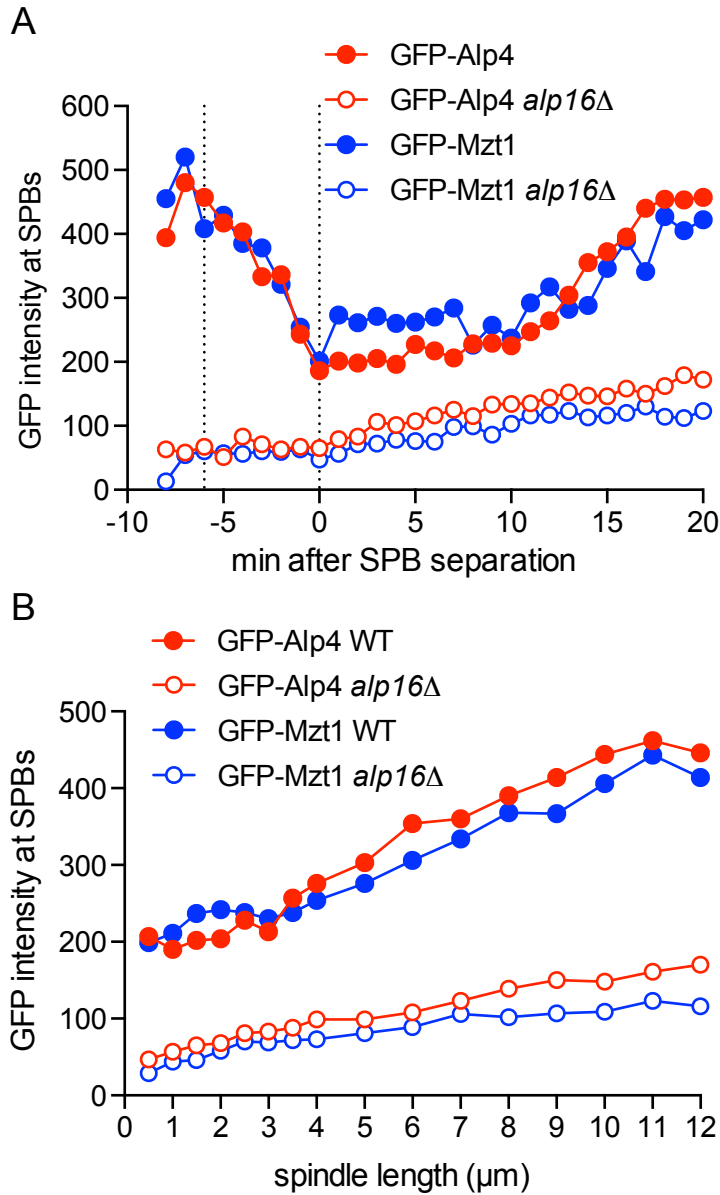 A
GFP-Alp4
GFP-Alp4 alp16Δ
GFP-Mzt1
GFP-Mzt1 alp16Δ
GFP intensity at SPBs
600
500
400
300
200
100
0
-10 -5 0 5 10 15 20
min after SPB separation
B
GFP-Alp4 WT
GFP-Alp4 alp16Δ
GFP-Mzt1 WT
GFP-Mzt1 alp16Δ
GFP intensity at SPBs
500
400
300
200
100
0
0 1 2 3 4 5 6 7 8 9 10 11 12
spindle length (µm)